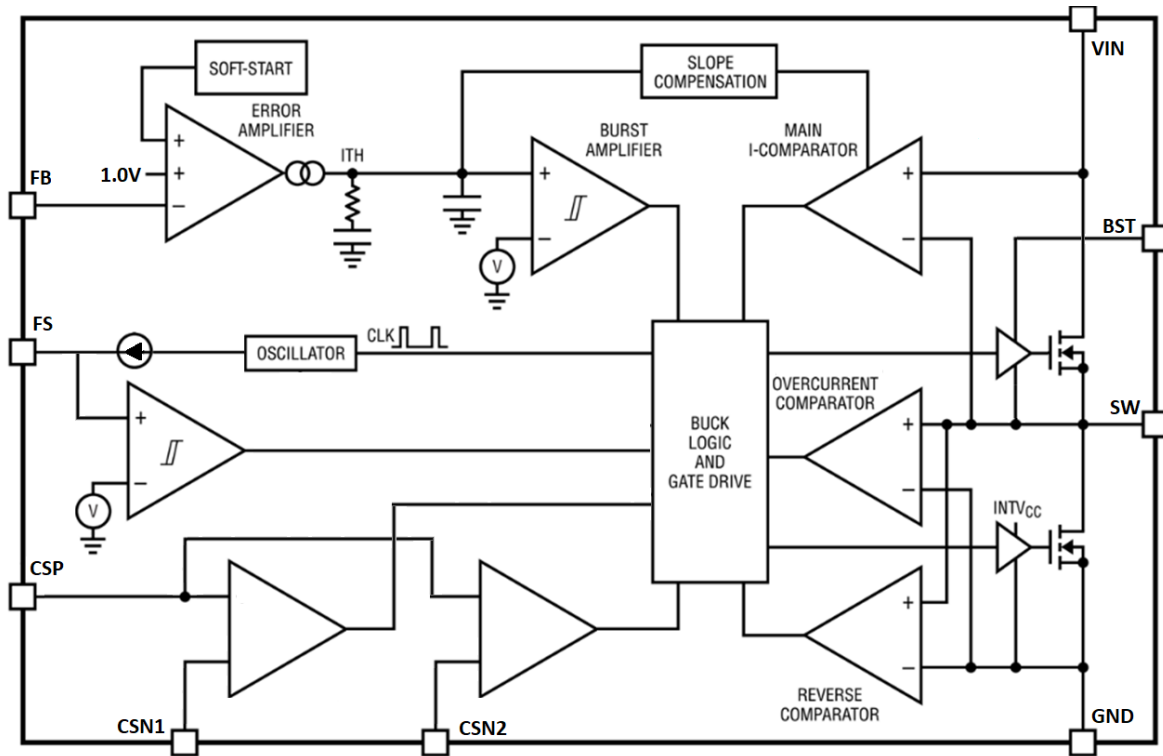 VIN
SOFT-START
SLOPE
COMPENSATION
ERROR
AMPLIFIER
BURST
AMPLIFIER
MAIN
I-COMPARATOR
ITH
+
+
1.0V
−
+
−
+
−
FB
V
BST
FS
OSCILLATOR
CLK
OVERCURRENT
COMPARATOR
SW
+
−
V
BUCK
LOGIC
AND
GATE DRIVE
+
−
INTVCC
CSP
+
−
REVERSE
COMPARATOR
CSN1
CSN2
GND